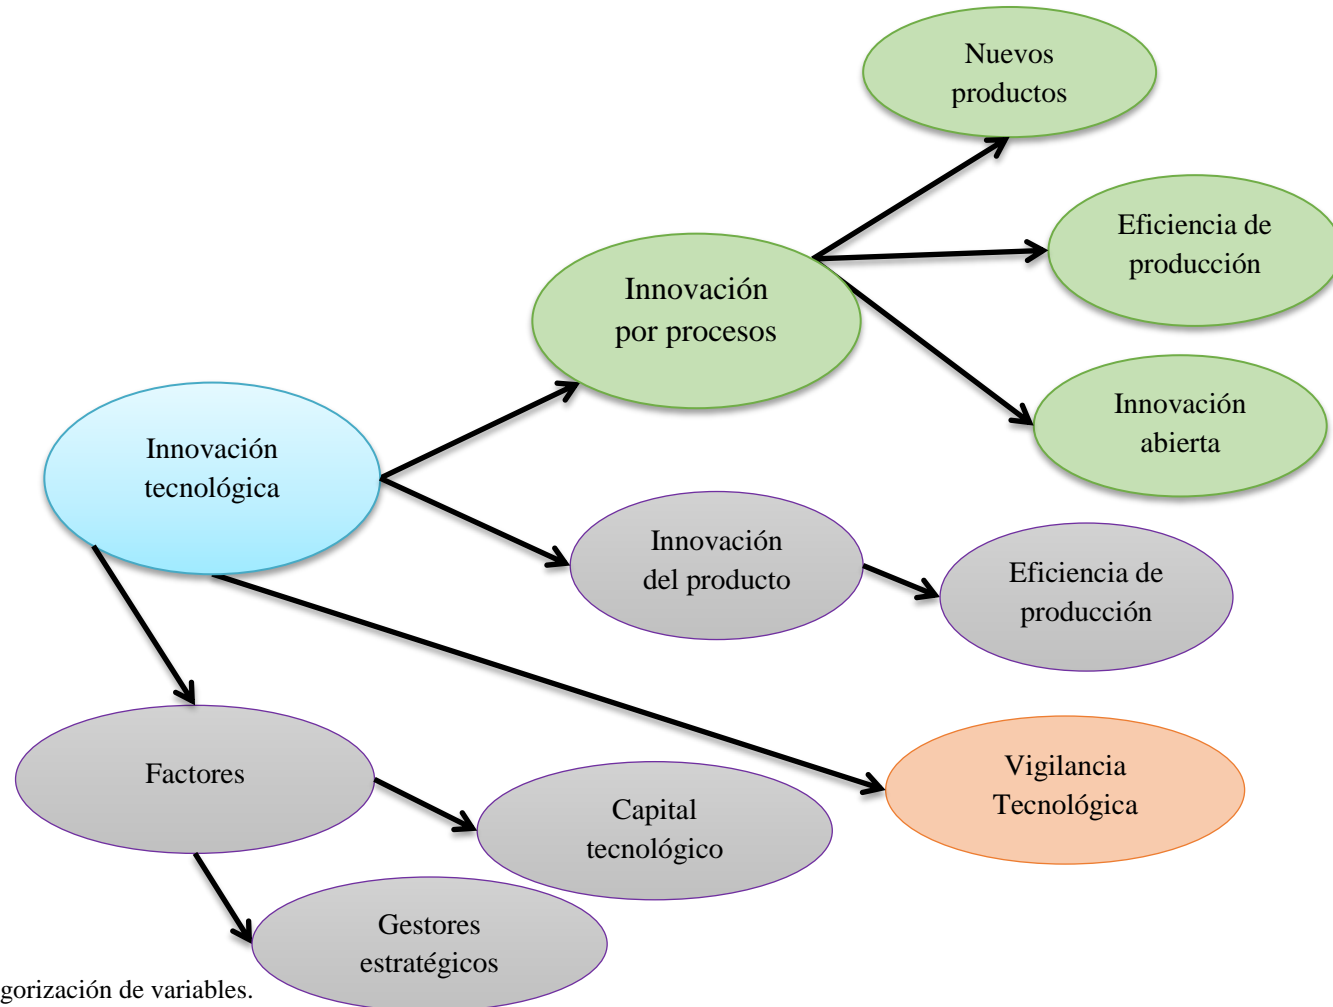 Nuevos
productos
Eficiencia de
producción
Innovación
por procesos
Innovación
abierta
Innovación
tecnológica
Innovación
del producto
Eficiencia de
producción
Factores
Vigilancia
Tecnológica
Capital
tecnológico
Gestores
estratégicos
gorización de variables.